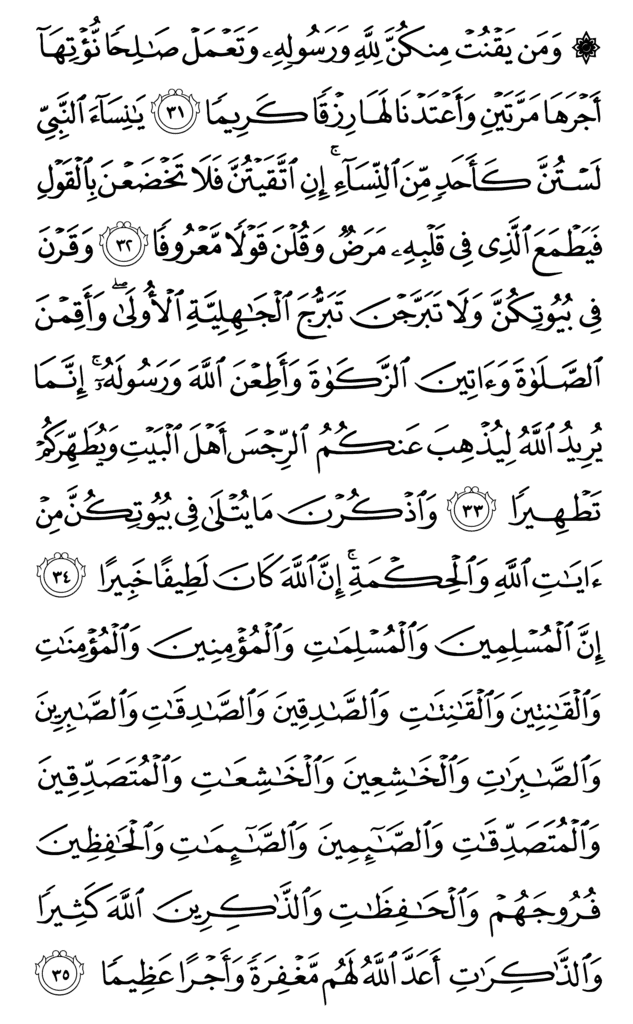 ۞ وَمَن يَقْنُتْ مِنكُنَّ لِلَّهِ وَرَسُولِهِۦ وَتَعْمَلْ صَٰلِحًا نُّؤْتِهَآ
أَجْرَهَا مَرَّتَيْنِ وَأَعْتَدْنَا لَهَا رِزْقًا كَرِيمًا ٣١ يَٰنِسَآءَ ٱلنَّبِيِّ
لَسْتُنَّ كَأَحَدٍ مِّنَ ٱلنِّسَآءِ ۚ إِنِ ٱتَّقَيْتُنَّ فَلَا تَخْضَعْنَ بِٱلْقَوْلِ
فَيَطْمَعَ ٱلَّذِى فِى قَلْبِهِۦ مَرَضٌ وَقُلْنَ قَوْلًا مَّعْرُوفًا ٣٢ وَقَرْنَ
فِى بُيُوتِكُنَّ وَلَا تَبَرَّجْنَ تَبَرُّجَ ٱلْجَٰهِلِيَّةِ ٱلْأُولَىٰ ۖ وَأَقِمْنَ
ٱلصَّلَوٰةَ وَءَاتِينَ ٱلزَّكَوٰةَ وَأَطِعْنَ ٱللَّهَ وَرَسُولَهُۥٓ ۚ إِنَّمَا
يُرِيدُ ٱللَّهُ لِيُذْهِبَ عَنكُمُ ٱلرِّجْسَ أَهْلَ ٱلْبَيْتِ وَيُطَهِّرَكُمْ
تَطْهِيرًا ٣٣ وَٱذْكُرْنَ مَا يُتْلَىٰ فِى بُيُوتِكُنَّ مِنْ
ءَايَٰتِ ٱللَّهِ وَٱلْحِكْمَةِ ۚ إِنَّ ٱللَّهَ كَانَ لَطِيفًا خَبِيرًا ٣٤
إِنَّ ٱلْمُسْلِمِينَ وَٱلْمُسْلِمَٰتِ وَٱلْمُؤْمِنِينَ وَٱلْمُؤْمِنَٰتِ
وَٱلْقَٰنِتِينَ وَٱلْقَٰنِتَٰتِ وَٱلصَّٰدِقِينَ وَٱلصَّٰدِقَٰتِ وَٱلصَّٰبِرِينَ
وَٱلصَّٰبِرَٰتِ وَٱلْخَٰشِعِينَ وَٱلْخَٰشِعَٰتِ وَٱلْمُتَصَدِّقِينَ
وَٱلْمُتَصَدِّقَٰتِ وَٱلصَّٰٓئِمِينَ وَٱلصَّٰٓئِمَٰتِ وَٱلْحَٰفِظِينَ
فُرُوجَهُمْ وَٱلْحَٰفِظَٰتِ وَٱلذَّٰكِرِينَ ٱللَّهَ كَثِيرًا
وَٱلذَّٰكِرَٰتِ أَعَدَّ ٱللَّهُ لَهُم مَّغْفِرَةً وَأَجْرًا عَظِيمًا ٣٥